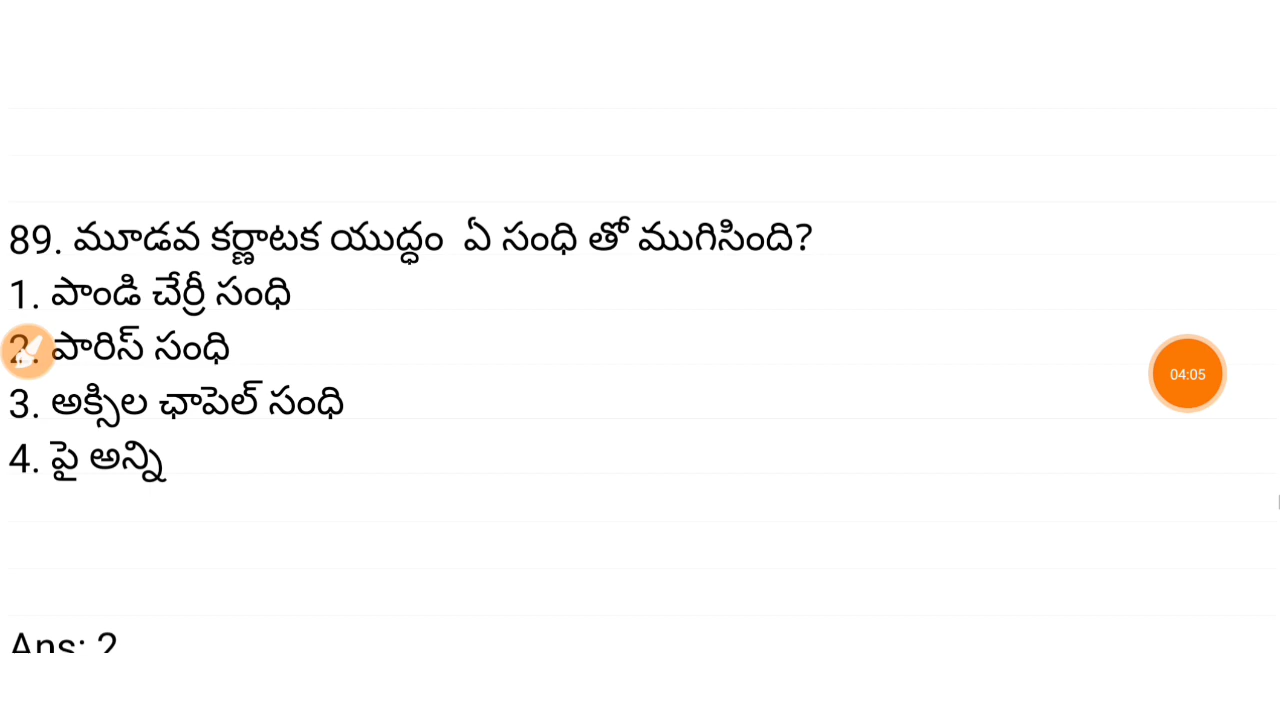 89. మూడవ కర్ణాటక యుద్ధం ఏ సంధి తో ముగిసింది?
1. పాండి చేర్రీ సంధి
2. పారిస్ సంధి
04:05
3. అక్సిల ఛాపెల్ సంధి
4. పై అన్ని
Ans: 2